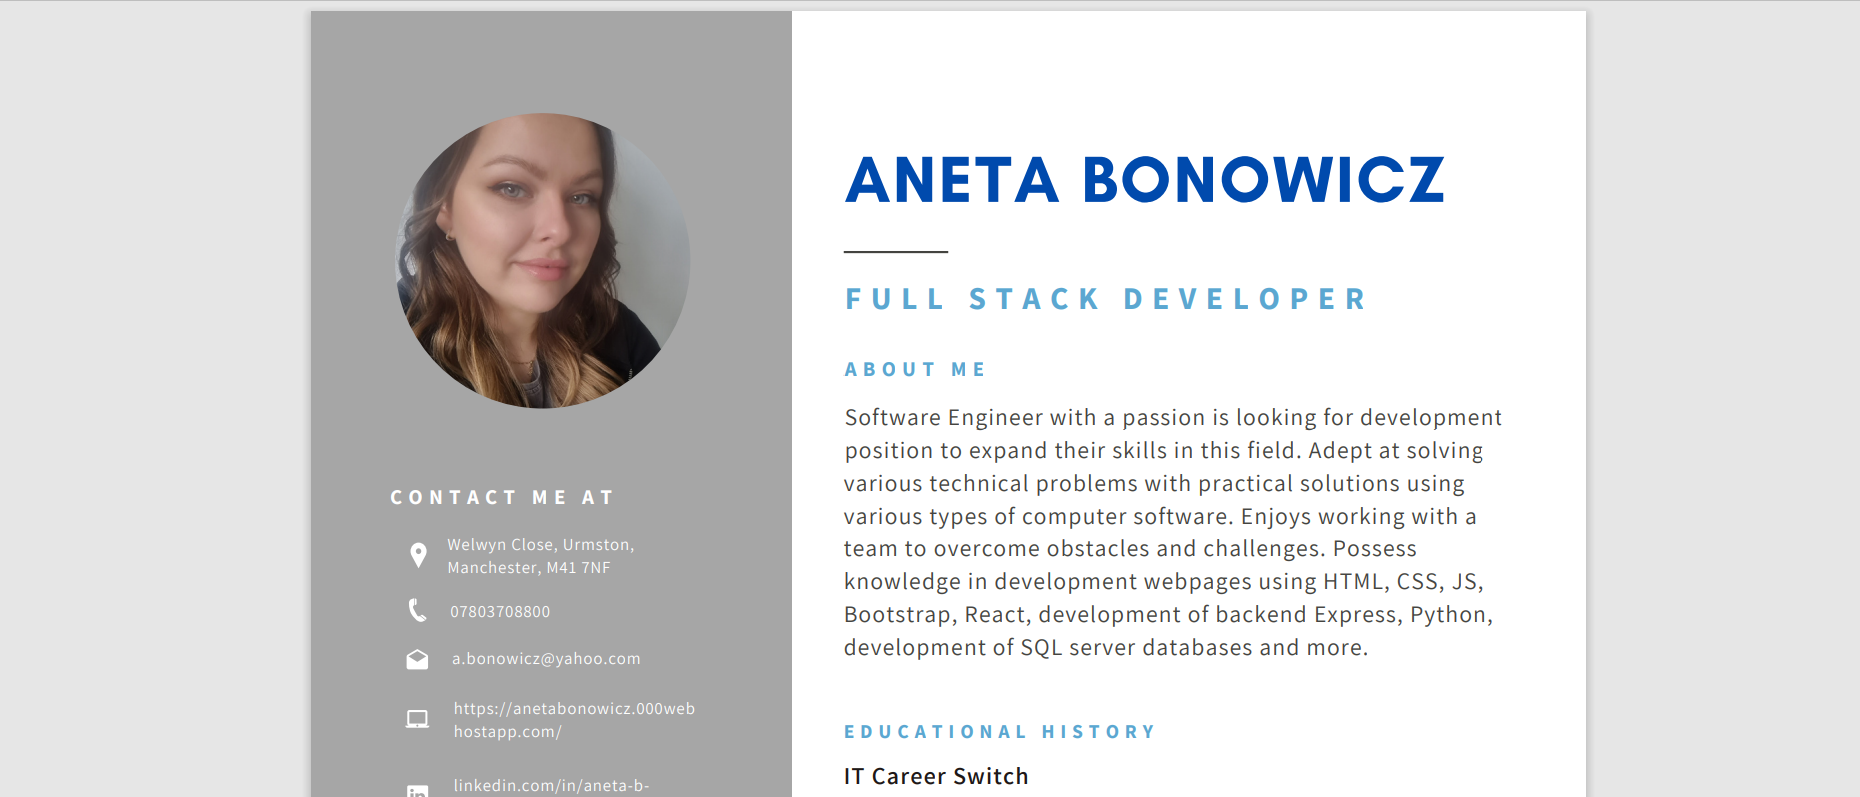 ANETA BONOWICZ
FULL STACK DEVELOPER
ABOUT ME
Software Engineer with a passion is looking for development
position to expand their skills in this field. Adept at solving
various technical problems with practical solutions using
various types of computer software. Enjoys working with a
team to overcome obstacles and challenges. Possess
knowledge in development webpages using HTML, CSS, JS,
Bootstrap, React, development of backend Express, Python,
development of SQL server databases and more.
EDUCATIONAL HISTORY
IT Career Switch
CONTACT ME AT
Welwyn Close, Urmston,
Manchester, M41 7NF
07803708800
a.bonowicz@yahoo.com
https://anetabonowicz.000web
hostapp.com/
linkedin.com/in/aneta-b-